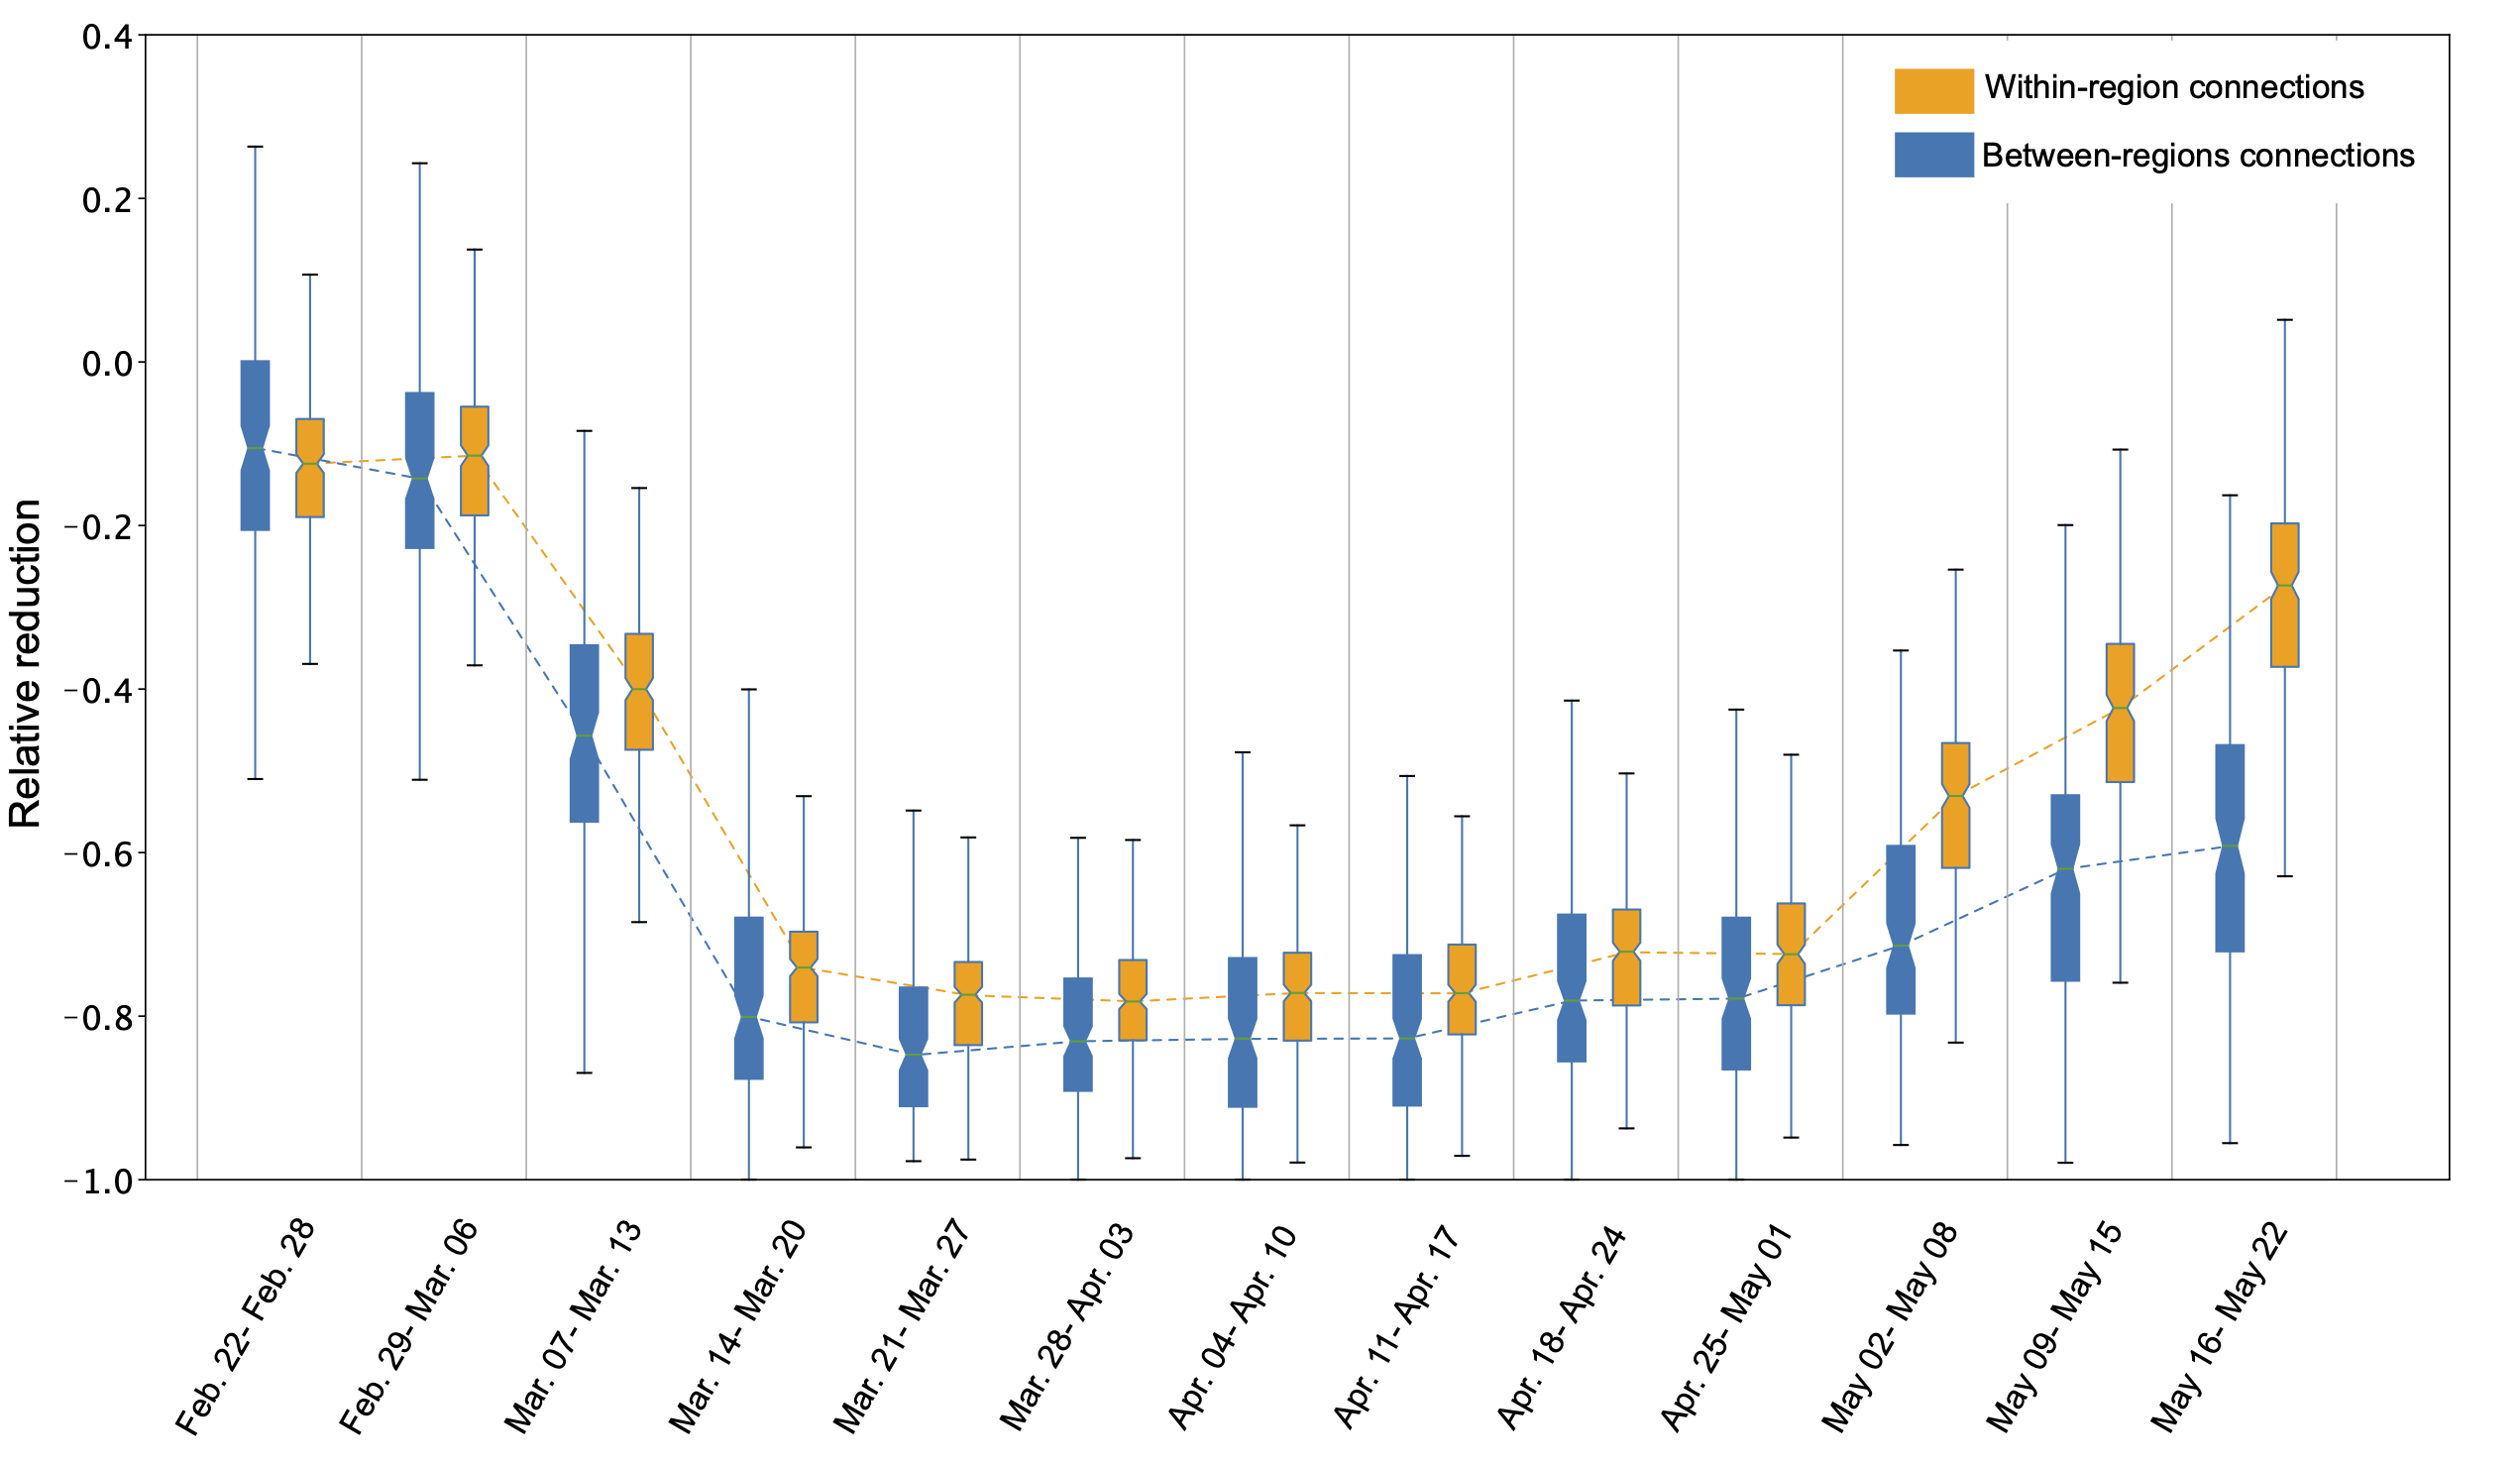 Relative reduction
0.4
0.2
0.0
−0.2
−0.4
−0.6
−0.8
−1.0
Within-region connections
Between-regions connections
Feb. 22- Feb. 28
Feb. 29- Mar. 06
Mar. 07- Mar. 13
Mar. 14- Mar. 20
Mar. 21- Mar. 27
Mar. 28- Apr. 03
Apr. 04- Apr. 10
Apr. 11- Apr. 17
Apr. 18- Apr. 24
Apr. 25- May 01
May 02- May 08
May 09- May 15
May 16- May 22